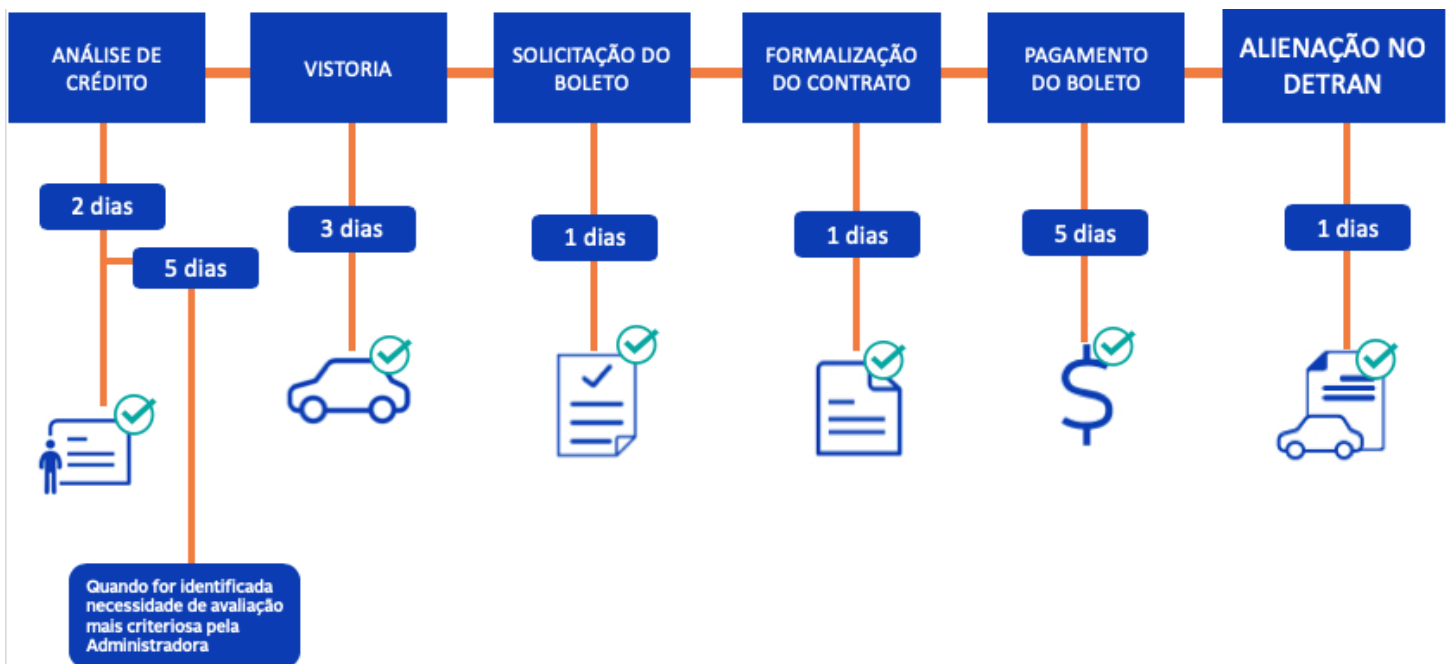 ANÁLISE DE
CRÉDITO
VISTORIA
SOLICITAÇÃO DO
BOLETO
FORMALIZAÇÃO
DO CONTRATO
PAGAMENTO
DO BOLETO
ALIENAÇÃO NO
DETRAN
2 dias
5 dias
3 dias
1 dias
1 dias
5 dias
1 dias
Quando for identificada
necessidade de avaliação
mais criteriosa pela
Administradora